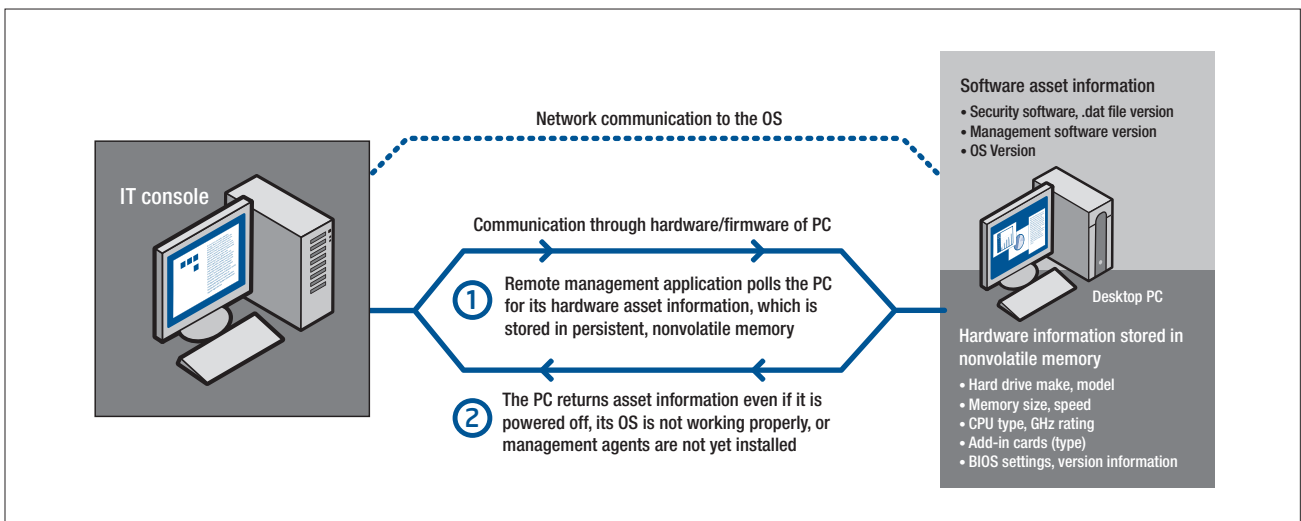 Network communication to the OS
IT console
Communication through hardware/firmware of PC
1
Remote management application polls the PC
for its hardware asset information, which is
stored in persistent, nonvolatile memory
2
The PC returns asset information even if it is
powered off, its OS is not working properly, or
management agents are not yet installed
Software asset information
• Security software, .dat file version
• Management software version
• OS Version
Desktop PC
Hardware information stored in
nonvolatile memory
• Hard drive make, model
• Memory size, speed
• CPU type, GHz rating
• Add-in cards (type)
• BIOS settings, version information